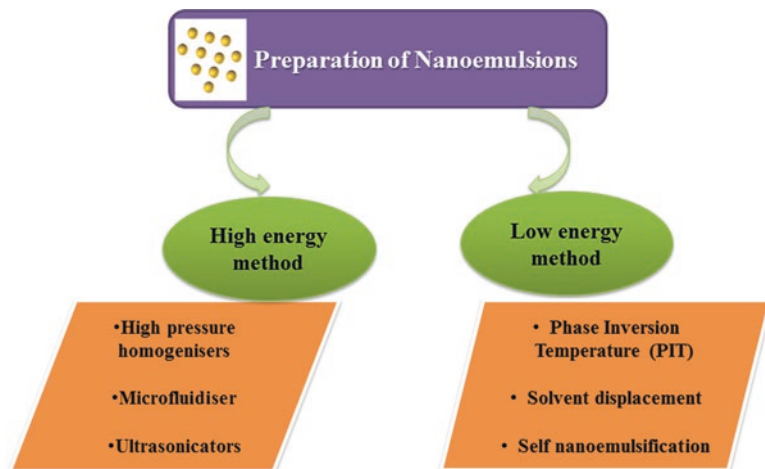 Preparation of Nanoemulsions
High energy
method
•High pressure
homogenisers
•Microfluidiser
•Ultrasonicators
Low energy
method
• Phase Inversion
Temperature (PIT)
• Solvent displacement
• Self nanoemulsification